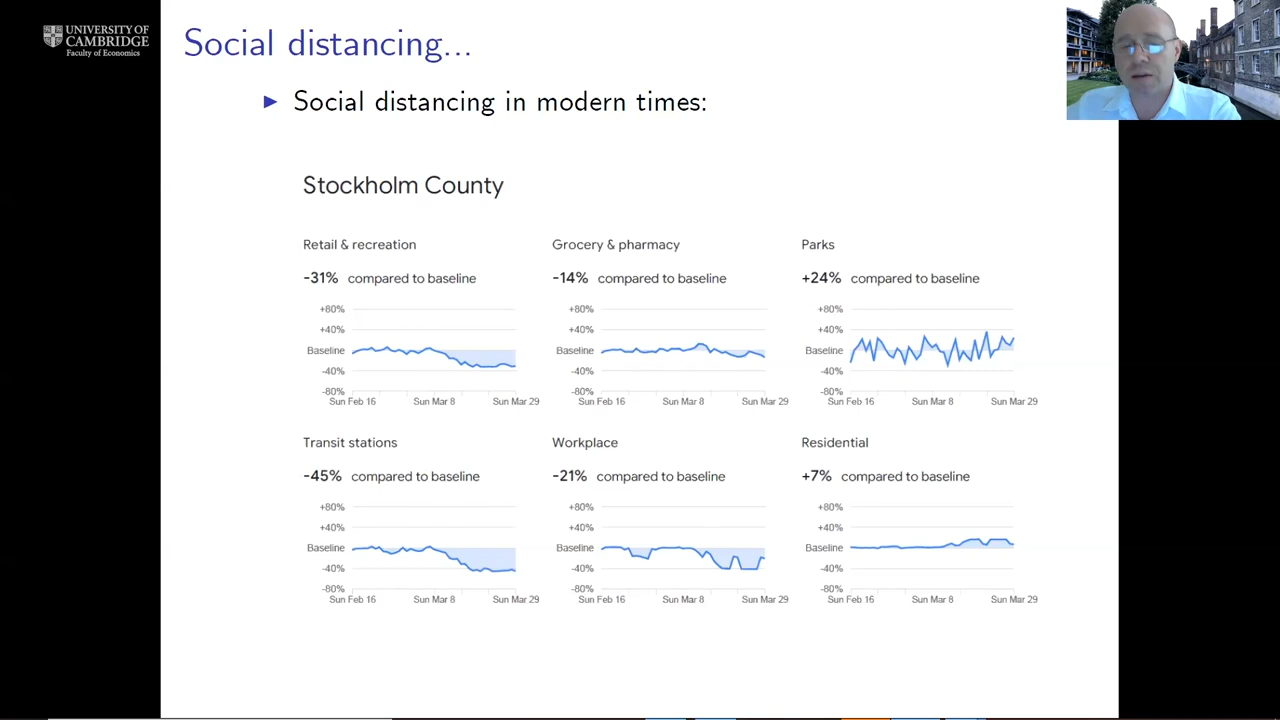 UNIVERSITY OF
CAMBRIDGE
Faculty of Economics
Social distancing...
Social distancing in modern times:
Stockholm County
Retail & recreation
-31% compared to baseline
+80%
+40%
Baseline
-40%
-80%
Sun Feb 16 Sun Mar 8 Sun Mar 29
Grocery & pharmacy
-14% compared to baseline
+80%
+40%
Baseline
-40%
-80%
Sun Feb 16 Sun Mar 8 Sun Mar 29
Parks
+24% compared to baseline
+80%
+40%
Baseline
-40%
-80%
Sun Feb 16 Sun Mar 8 Sun Mar 29
Transit stations
-45% compared to baseline
+80%
+40%
Baseline
-40%
-80%
Sun Feb 16 Sun Mar 8 Sun Mar 29
Workplace
-21% compared to baseline
+80%
+40%
Baseline
-40%
-80%
Sun Feb 16 Sun Mar 8 Sun Mar 29
Residential
+7% compared to baseline
+80%
+40%
Baseline
-40%
-80%
Sun Feb 16 Sun Mar 8 Sun Mar 29